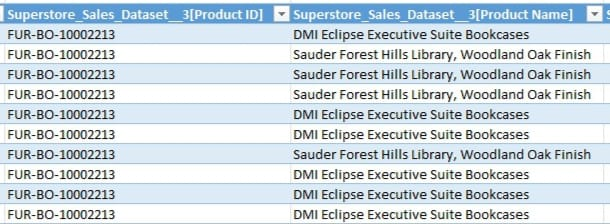 Superstore_Sales_Dataset__3[Product ID] Superstore_Sales_Dataset__3[Product Name]
FUR-BO-10002213 DMI Eclipse Executive Suite Bookcases
FUR-BO-10002213 Sauder Forest Hills Library, Woodland Oak Finish
FUR-BO-10002213 Sauder Forest Hills Library, Woodland Oak Finish
FUR-BO-10002213 Sauder Forest Hills Library, Woodland Oak Finish
FUR-BO-10002213 DMI Eclipse Executive Suite Bookcases
FUR-BO-10002213 DMI Eclipse Executive Suite Bookcases
FUR-BO-10002213 Sauder Forest Hills Library, Woodland Oak Finish
FUR-BO-10002213 DMI Eclipse Executive Suite Bookcases
FUR-BO-10002213 DMI Eclipse Executive Suite Bookcases
FUR-BO-10002213 DMI Eclipse Executive Suite Bookcases